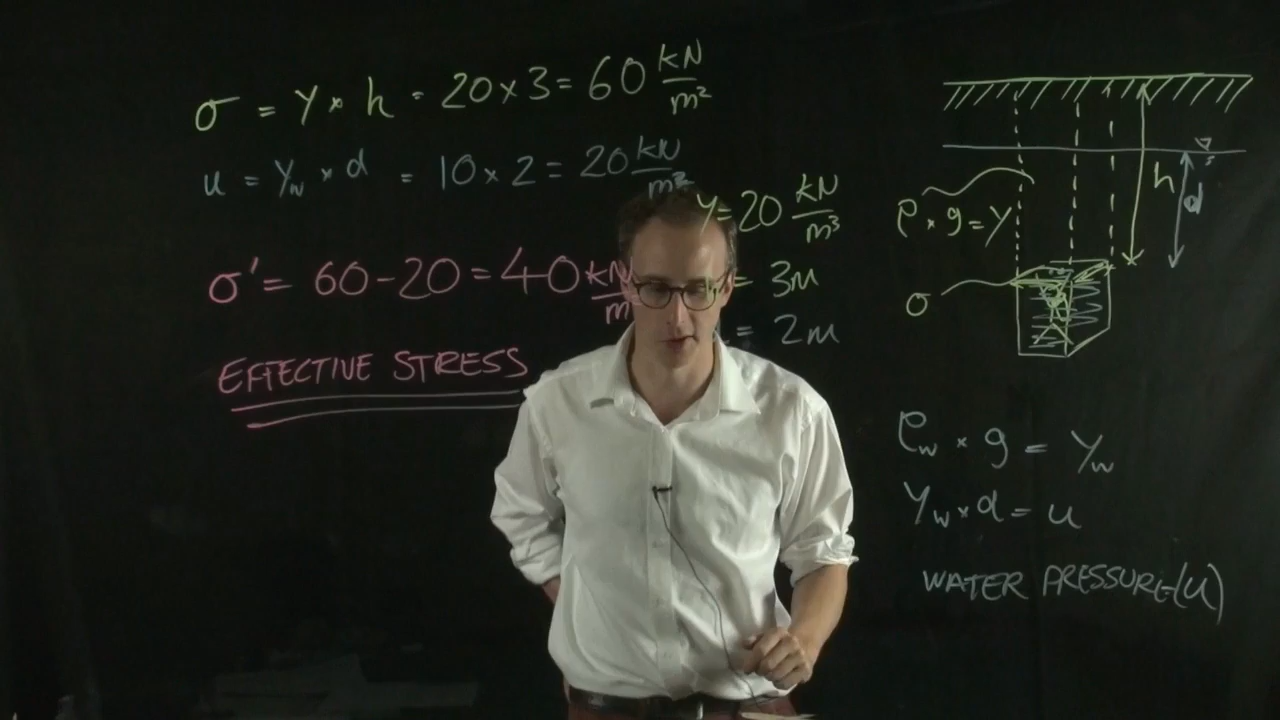 σ = γ × h = 20 × 3 = 60 kN/m²
u = γw × d = 10 × 2 = 20 kN/m²
σ' = 60 - 20 = 40 kN/m
EFFECTIVE STRESS
γ = 20 kN/m³
= 3m
= 2m
ρ × g = γ
σ
h
d
ρw × g = γw
γw × d = u
WATER PRESSURE (u)